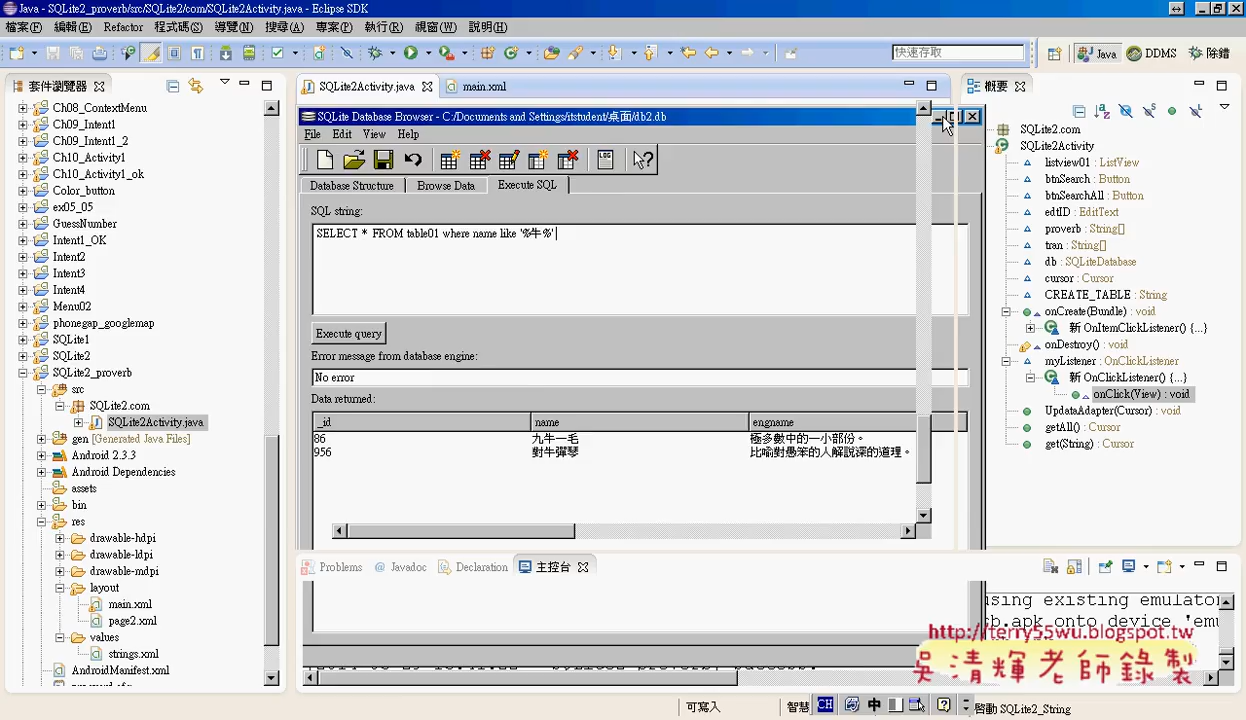 Java - SQLite2_proverb/src/SQLite2/com/SQLite2Activity.java - Eclipse SDK
檔案(F) 編輯(E) Refactor 程式碼(S) 導覽(N) 搜尋(A) 專案(P) 執行(R) 視窗(W) 說明(H)
快速存取
Java
DDMS
除錯
套件瀏覽器
Ch08_ContextMenu
Ch09_Intent1
Ch09_Intent1_2
Ch10_Activity1
Ch10_Activity1_ok
Color_button
ex05_05
GuessNumber
Intent1_OK
Intent2
Intent3
Intent4
Menu02
phonegap_googlemap
SQLite1
SQLite2
SQLite2_proverb
src
SQLite2.com
SQLite2Activity.java
gen [Generated Java Files]
Android 2.3.3
Android Dependencies
assets
bin
res
drawable-hdpi
drawable-ldpi
drawable-mdpi
layout
main.xml
page2.xml
values
strings.xml
AndroidManifest.xml
SQLite2Activity.java
main.xml
SQLite Database Browser - C:/Documents and Settings/itstudent/桌面/db2.db
File Edit View Help
LOG
Database Structure Browse Data Execute SQL
SQL string:
SELECT * FROM table01 where name like '%牛%'
Execute query
Error message from database engine:
No error
Data returned:
_id name engname
86 九牛一毛 極多數中的一小部份。
956 對牛彈琴 比喻對愚笨的人解說深的道理。
Problems @ Javadoc Declaration 主控台
using existing emulator
cb.apk onto device 'emu
概要
SQLite2.com
SQLite2Activity
listview01 : ListView
btnSearch : Button
btnSearchAll : Button
edtID : EditText
proverb : String[]
tran : String[]
db : SQLiteDatabase
cursor : Cursor
CREATE_TABLE : String
onCreate(Bundle) : void
新 OnItemClickListener() {...}
onDestroy() : void
myListener : OnClickListener
新 OnClickListener() {...}
onClick(View) : void
UpdataAdapter(Cursor) : void
getAll() : Cursor
get(String) : Cursor
http://terry55wu.blogspot.tw
吳清輝老師錄製
可寫入
智慧
CH
中
啟動 SQLite2_String